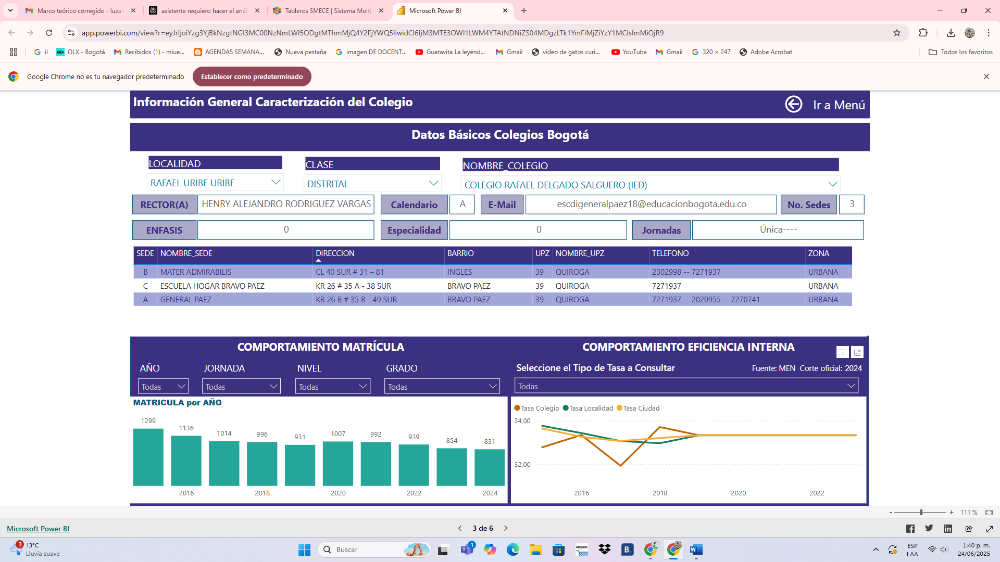 Marco teórico corregido - luzan
asistente requiero hacer el anál
Tableros SMECE | Sistema Multi
Microsoft Power BI
app.powerbi.com/view?r=eyJrIjoiYzg3YjBkNzgtNGI3MC00NzNmLWI5ODgtMThmMjQ4Y2FjYWQ5IiwidCI6IjM3MTE3OWI1LWM4YTAtNDNiZS04MDgzLTk1YmFiMjZiYzY1MCIsImMiOjR9
il
OLX - Bogotá
Recibidos (1) - miue...
AGENDAS SEMANA...
Nueva pestaña
imagen DE DOCENT...
Guatavita La leyend...
Gmail
video de gatos curi...
YouTube
Gmail
320 × 247
Adobe Acrobat
Todos los favoritos
Google Chrome no es tu navegador predeterminado
Establecer como predeterminado
Información General Caracterización del Colegio
Ir a Menú
Datos Básicos Colegios Bogotá
LOCALIDAD CLASE NOMBRE_COLEGIO
RAFAEL URIBE URIBE DISTRITAL COLEGIO RAFAEL DELGADO SALGUERO (IED)
RECTOR(A) HENRY ALEJANDRO RODRIGUEZ VARGAS Calendario A E-Mail escdigeneralpaez18@educacionbogota.edu.co No. Sedes 3
ENFASIS 0 Especialidad 0 Jornadas Única----
SEDE NOMBRE_SEDE DIRECCION BARRIO UPZ NOMBRE_UPZ TELEFONO ZONA
B MATER ADMIRABILIS CL 40 SUR # 31 – 81 INGLES 39 QUIROGA 2302998 -- 7271937 URBANA
C ESCUELA HOGAR BRAVO PAEZ KR 26 # 35 A - 38 SUR BRAVO PAEZ 39 QUIROGA 7271937 URBANA
A GENERAL PAEZ KR 26 B # 35 B - 49 SUR BRAVO PAEZ 39 QUIROGA 7271937 -- 2020955 -- 7270741 URBANA
COMPORTAMIENTO MATRÍCULA
AÑO JORNADA NIVEL GRADO
Todas Todas Todas Todas
MATRICULA por AÑO
1299 1136 1014 996 931 1007 992 939 854 831
2016 2018 2020 2022 2024
COMPORTAMIENTO EFICIENCIA INTERNA
Seleccione el Tipo de Tasa a Consultar
Fuente: MEN Corte oficial: 2024
Todas
Tasa Colegio Tasa Localidad Tasa Ciudad
34,00
32,00
2016 2018 2020 2022
- + 111 %
Microsoft Power BI
3 de 6
3
13°C
Lluvia suave
Buscar
1
amazon
B.
ESP
LAA
1:40 p. m.
24/06/2025